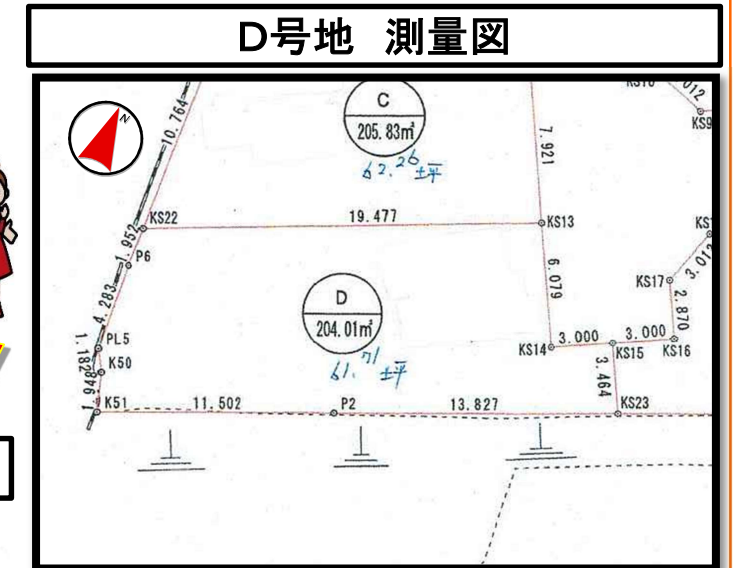 D号地 測量図
N
10.764
C
205.83㎡
62.26坪
7.921
KS9
KS22
19.477
KS13
1.952
P6
6.079
4.283
D
204.01㎡
61.71坪
KS17
3.012
2.870
PL5
1.182
K50
KS14
3.000
KS15
3.000
KS16
3.464
K51
11.502
P2
13.827
KS23